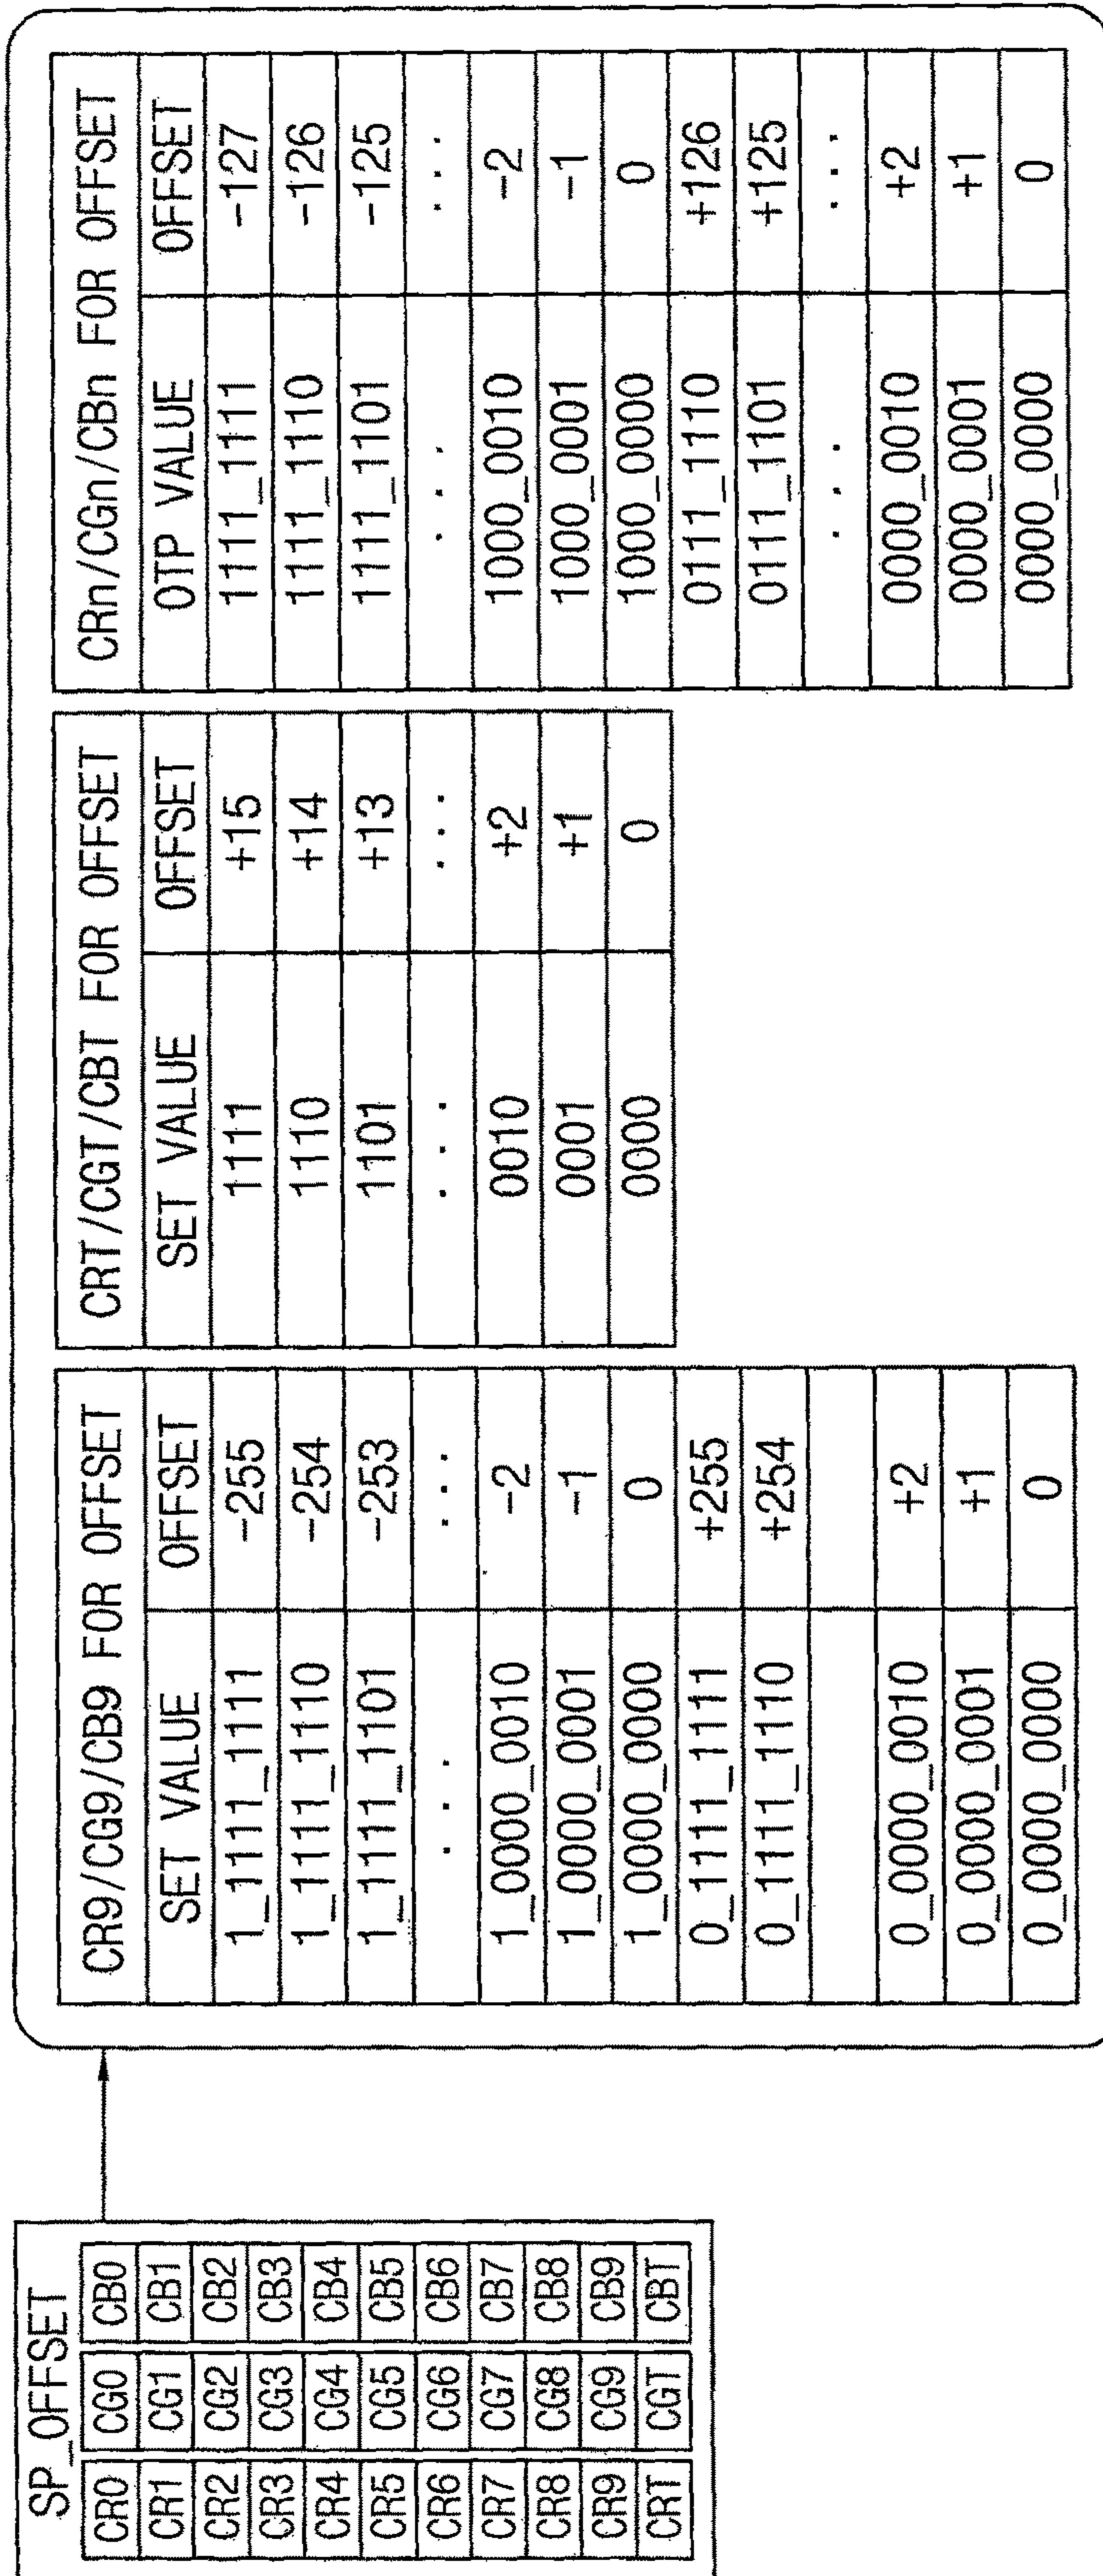 SP_OFFSET
CR0 CG0 CB0
CR1 CG1 CB1
CR2 CG2 CB2
CR3 CG3 CB3
CR4 CG4 CB4
CR5 CG5 CB5
CR6 CG6 CB6
CR7 CG7 CB7
CR8 CG8 CB8
CR9 CG9 CB9
CRT CGT CBT
CR9/CG9/CB9 FOR OFFSET
SET VALUE OFFSET
1_1111_1111 -255
1_1111_1110 -254
1_1111_1101 -253
... ...
1_0000_0010 -2
1_0000_0001 -1
1_0000_0000 0
0_1111_1111 +255
0_1111_1110 +254
0_0000_0010 +2
0_0000_0001 +1
0_0000_0000 0
CRT/CGT/CBT FOR OFFSET
SET VALUE OFFSET
1111 +15
1110 +14
1101 +13
... ...
0010 +2
0001 +1
0000 0
CRn/CGn/CBn FOR OFFSET
OTP VALUE OFFSET
1111_1111 -127
1111_1110 -126
1111_1101 -125
... ...
1000_0010 -2
1000_0001 -1
1000_0000 0
0111_1110 +126
0111_1101 +125
... ...
0000_0010 +2
0000_0001 +1
0000_0000 0